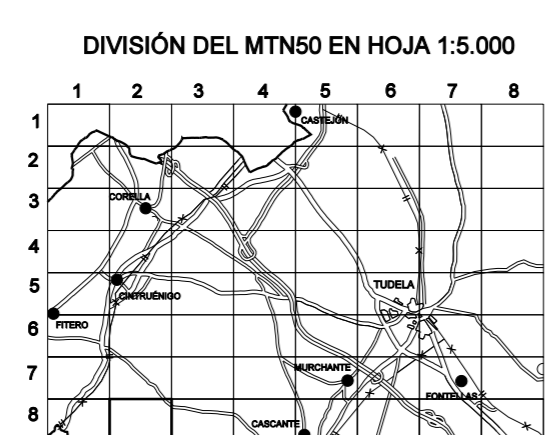 DIVISIÓN DEL MTN50 EN HOJA 1:5.000
1 2 3 4 5 6 7 8
1
CASTEJÓN
2
3
CORELLA
4
5
TUDELA
CINTRUÉNIGO
6
FITERO
7
MURCHANTE
FONTELLAS
8
CASCANTE